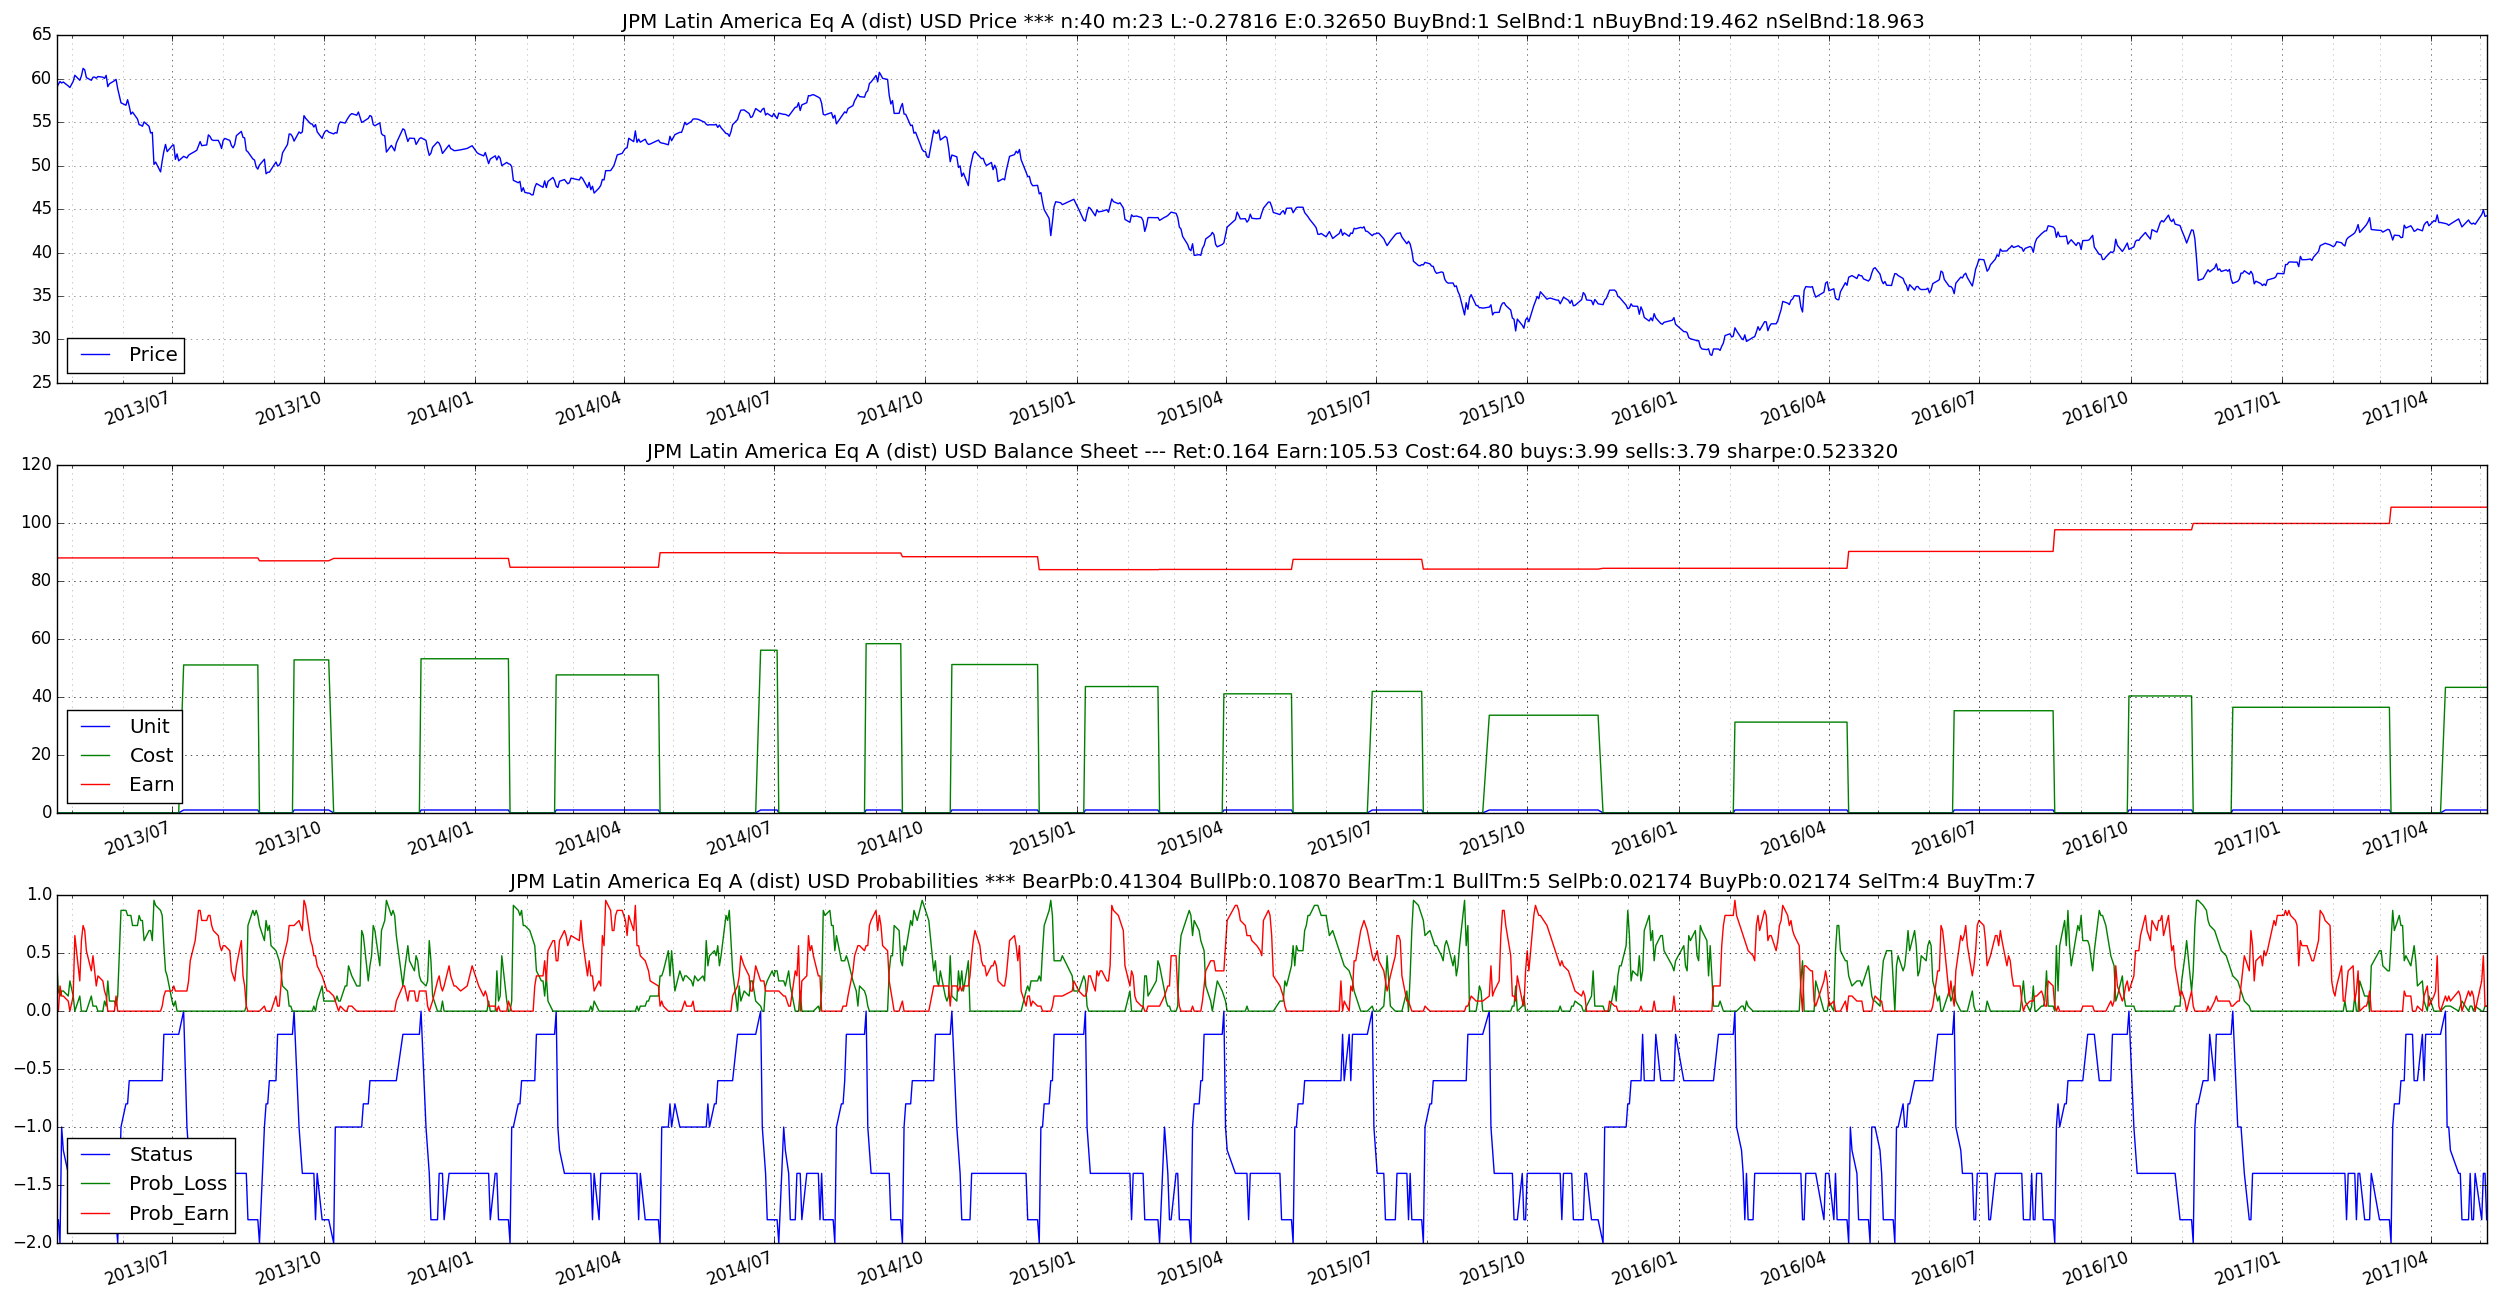 JPM Latin America Eq A (dist) USD Price *** n:40 m:23 L:-0.27816 E:0.32650 BuyBnd:1 SelBnd:1 nBuyBnd:19.462 nSelBnd:18.963
65
60
55
50
45
40
35
30
25
Price
2013/07 2013/10 2014/01 2014/04 2014/07 2014/10 2015/01 2015/04 2015/07 2015/10 2016/01 2016/04 2016/07 2016/10 2017/01 2017/04
JPM Latin America Eq A (dist) USD Balance Sheet --- Ret:0.164 Earn:105.53 Cost:64.80 buys:3.99 sells:3.79 sharpe:0.523320
120
100
80
60
40
20
0
Unit
Cost
Earn
2013/07 2013/10 2014/01 2014/04 2014/07 2014/10 2015/01 2015/04 2015/07 2015/10 2016/01 2016/04 2016/07 2016/10 2017/01 2017/04
JPM Latin America Eq A (dist) USD Probabilities *** BearPb:0.41304 BullPb:0.10870 BearTm:1 BullTm:5 SelPb:0.02174 BuyPb:0.02174 SelTm:4 BuyTm:7
1.0
0.5
0.0
−0.5
−1.0
−1.5
−2.0
Status
Prob_Loss
Prob_Earn
2013/07 2013/10 2014/01 2014/04 2014/07 2014/10 2015/01 2015/04 2015/07 2015/10 2016/01 2016/04 2016/07 2016/10 2017/01 2017/04